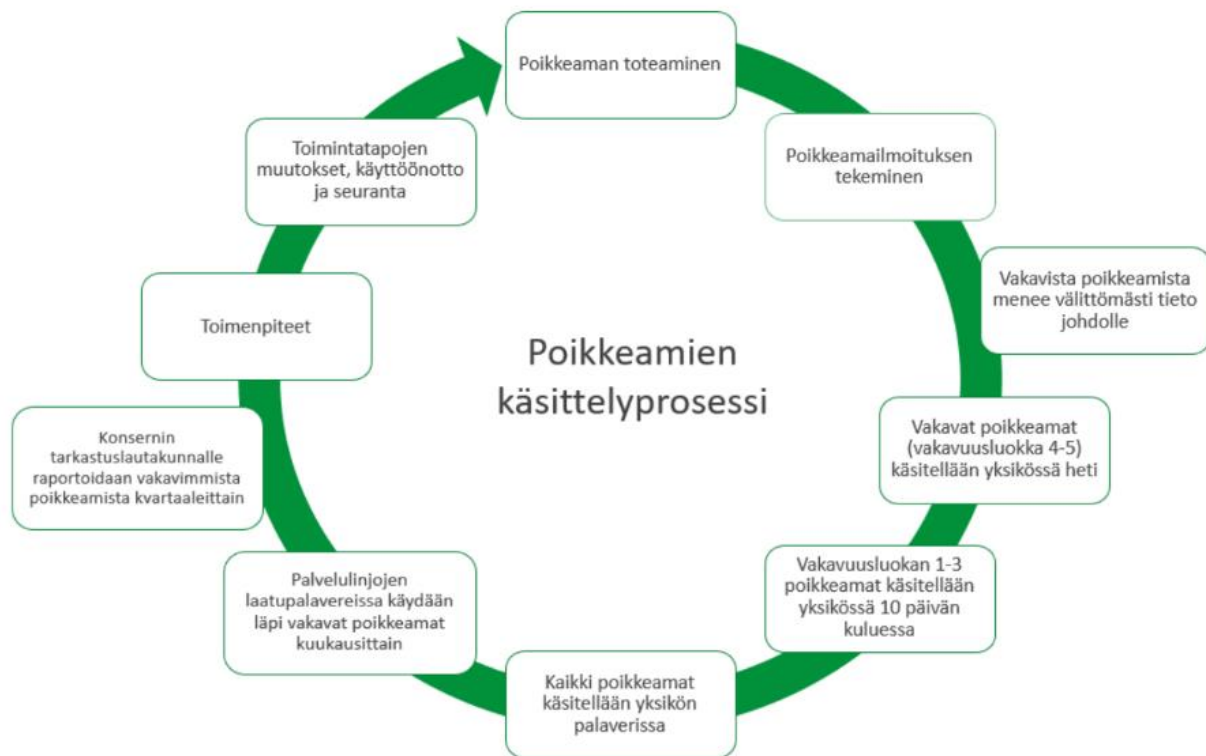 Poikkeaman toteaminen
Poikkeamailmoituksen
tekeminen
Vakavista poikkeamista
menee välittömästi tieto
johdolle
Vakavat poikkeamat
(vakavuusluokka 4-5)
käsitellään yksikössä heti
Vakavuusluokan 1-3
poikkeamat käsitellään
yksikössä 10 päivän
kuluessa
Kaikki poikkeamat
käsitellään yksikön
palaverissa
Palvelulinjojen
laatupalavereissa käydään
läpi vakavat poikkeamat
kuukausittain
Konsernin
tarkastuslautakunnalle
raportoidaan vakavimmista
poikkeamista kvartaaleittain
Toimenpiteet
Toimintatapojen
muutokset, käyttöönotto
ja seuranta
Poikkeamien
käsittelyprosessi